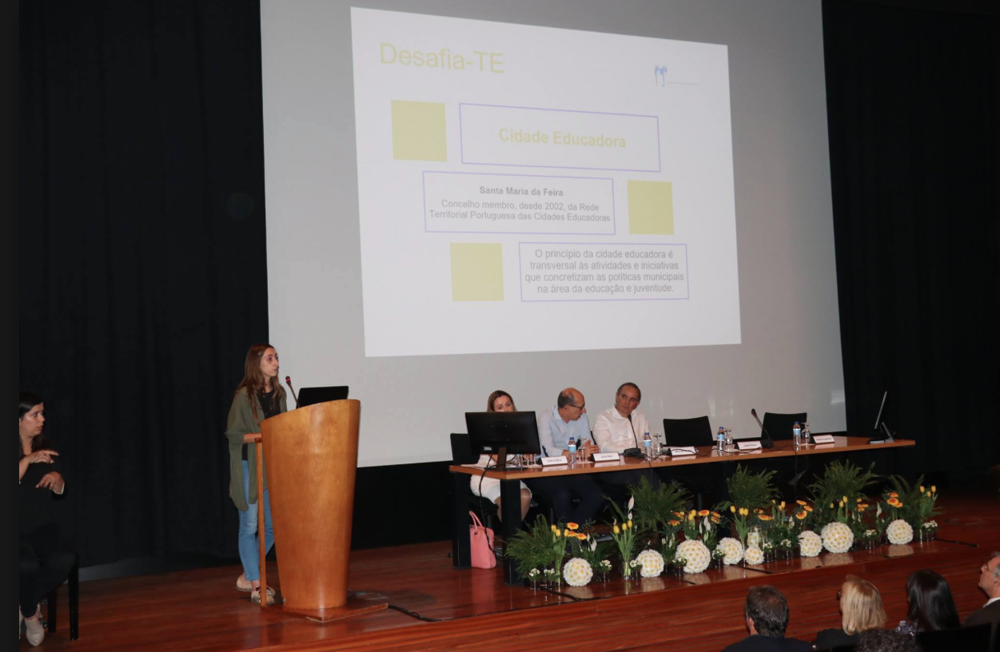 Desafia-TE
Cidade Educadora
Santa Maria da Feira
Concelho membro, desde 2002, da Rede
Territorial Portuguesa das Cidades Educadoras
O princípio da cidade educadora é
transversal às atividades e iniciativas
que concretizam as políticas municipais
na área da educação e juventude.